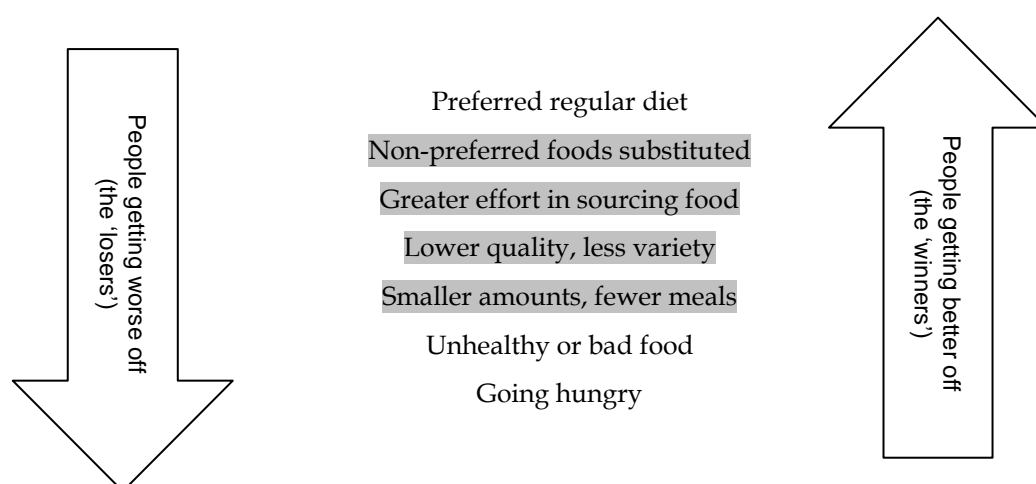 People getting worse off
(the ‘losers’)
Preferred regular diet
Non-preferred foods substituted
Greater effort in sourcing food
Lower quality, less variety
Smaller amounts, fewer meals
Unhealthy or bad food
Going hungry
People getting better off
(the ‘winners’)